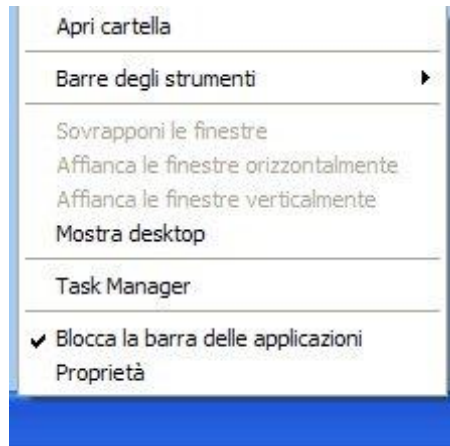 Apri cartella
Barre degli strumenti
Sovrapponi le finestre
Affianca le finestre orizzontalmente
Affianca le finestre verticalmente
Mostra desktop
Task Manager
Blocca la barra delle applicazioni
Proprietà